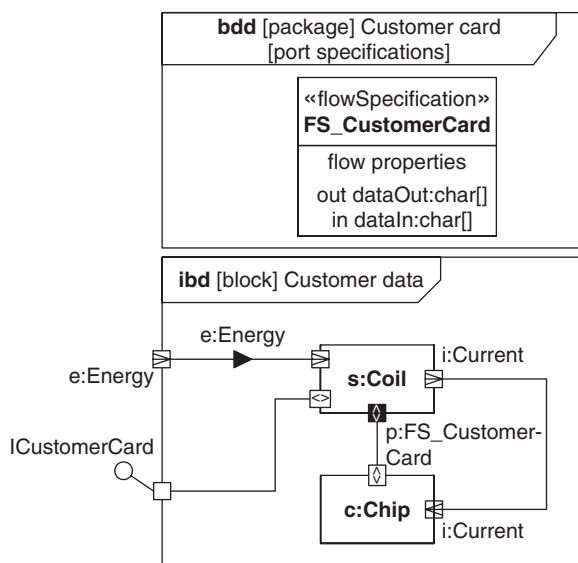 bdd [package] Customer card
[port specifications]
«flowSpecification»
FS_CustomerCard
flow properties
out dataOut:char[]
in dataIn:char[]
ibd [block] Customer data
e:Energy
e:Energy
s:Coil
i:Current
<>
p:FS_Customer-
Card
ICustomerCard
c:Chip
i:Current